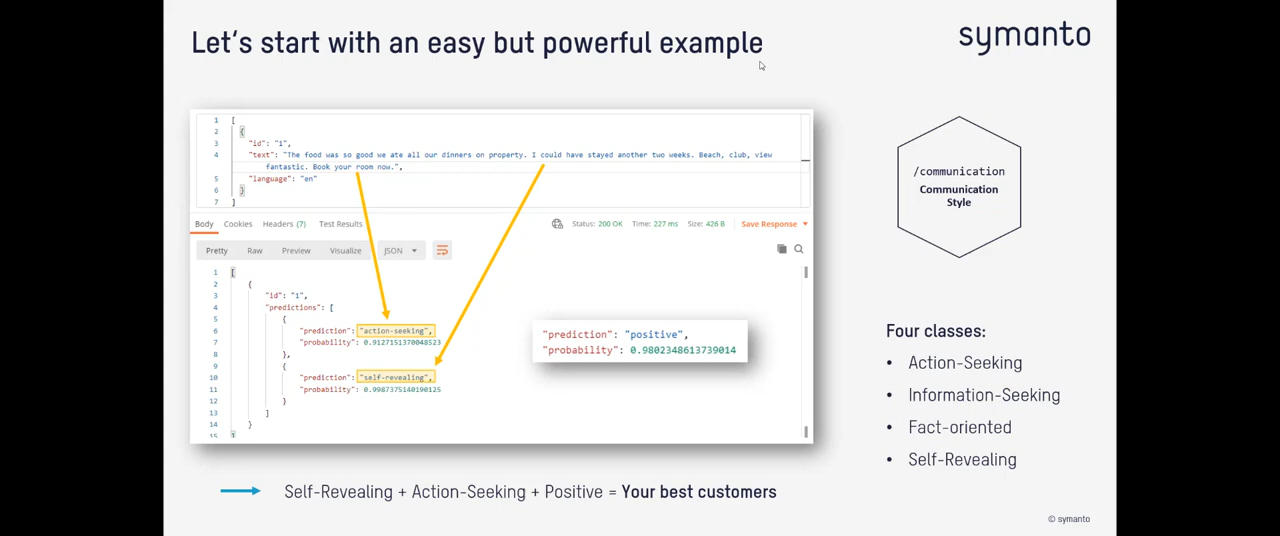 Let's start with an easy but powerful example
symanto
1 [
2 {
3 "id": "1",
4 "text": "The food was so good we ate all our dinners on property. I could have stayed another two weeks. Beach, club, view
fantastic. Book your room now.",
5 "language": "en"
6 }
7 ]
Body Cookies Headers (7) Test Results Status: 200 OK Time: 227 ms Size: 426 B Save Response
Pretty Raw Preview Visualize JSON
1 [
2 {
3 "id": "1",
4 "predictions": [
5 {
6 "prediction": "action-seeking",
7 "probability": 0.9127151370048523
8 },
9 {
10 "prediction": "self-revealing",
11 "probability": 0.9987375140190125
12 }
13 ]
14 }
15 ]
"prediction": "positive",
"probability": 0.9802348613739014
/communication
Communication
Style
Four classes:
• Action-Seeking
• Information-Seeking
• Fact-oriented
• Self-Revealing
Self-Revealing + Action-Seeking + Positive = Your best customers
© symanto